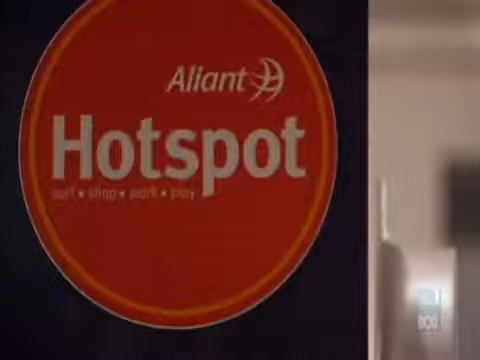 Aliant
Hotspot
surf • shop • work • play